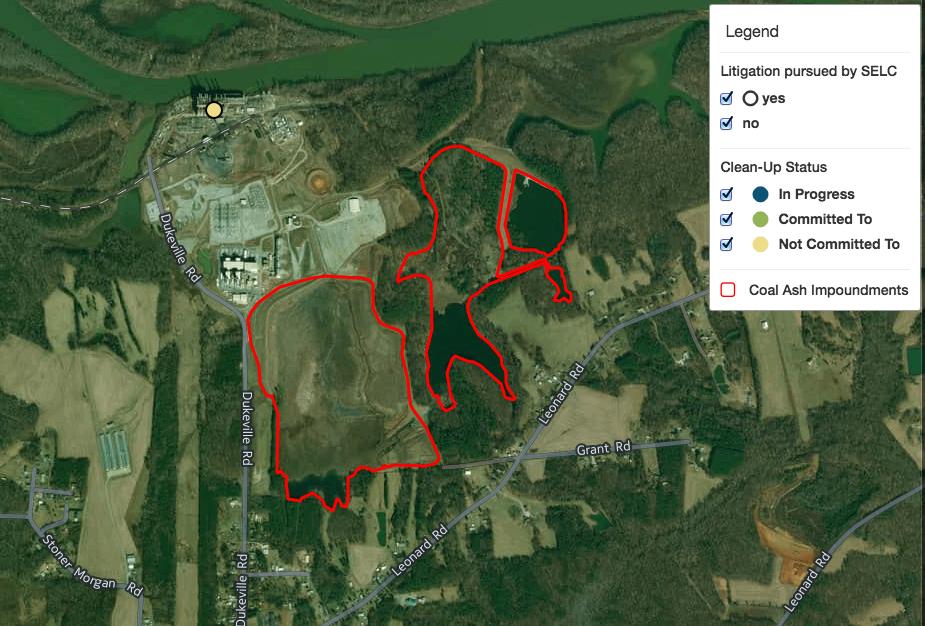 Legend
Litigation pursued by SELC
yes
no
Clean-Up Status
In Progress
Committed To
Not Committed To
Coal Ash Impoundments
Dukeville Rd
Dukeville Rd
Leonard Rd
Grant Rd
Leonard Rd
Stoner Morgan Rd
Dukeville Rd
Leonard Rd